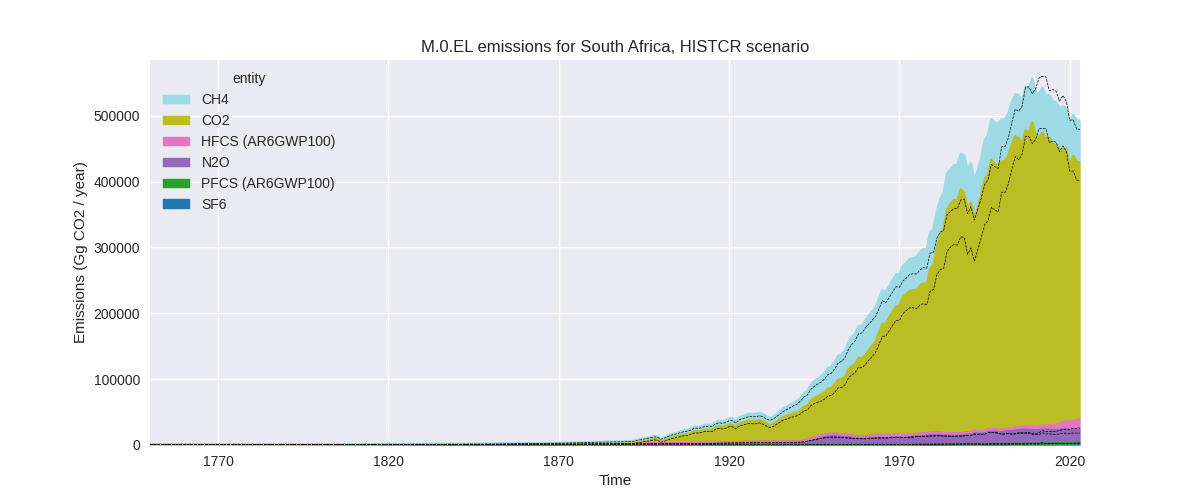 M.0.EL emissions for South Africa, HISTCR scenario
entity
CH4
CO2
HFCS (AR6GWP100)
N2O
PFCS (AR6GWP100)
SF6
Emissions (Gg CO2 / year)
500000
400000
300000
200000
100000
0
1770
1820
1870
1920
1970
2020
Time